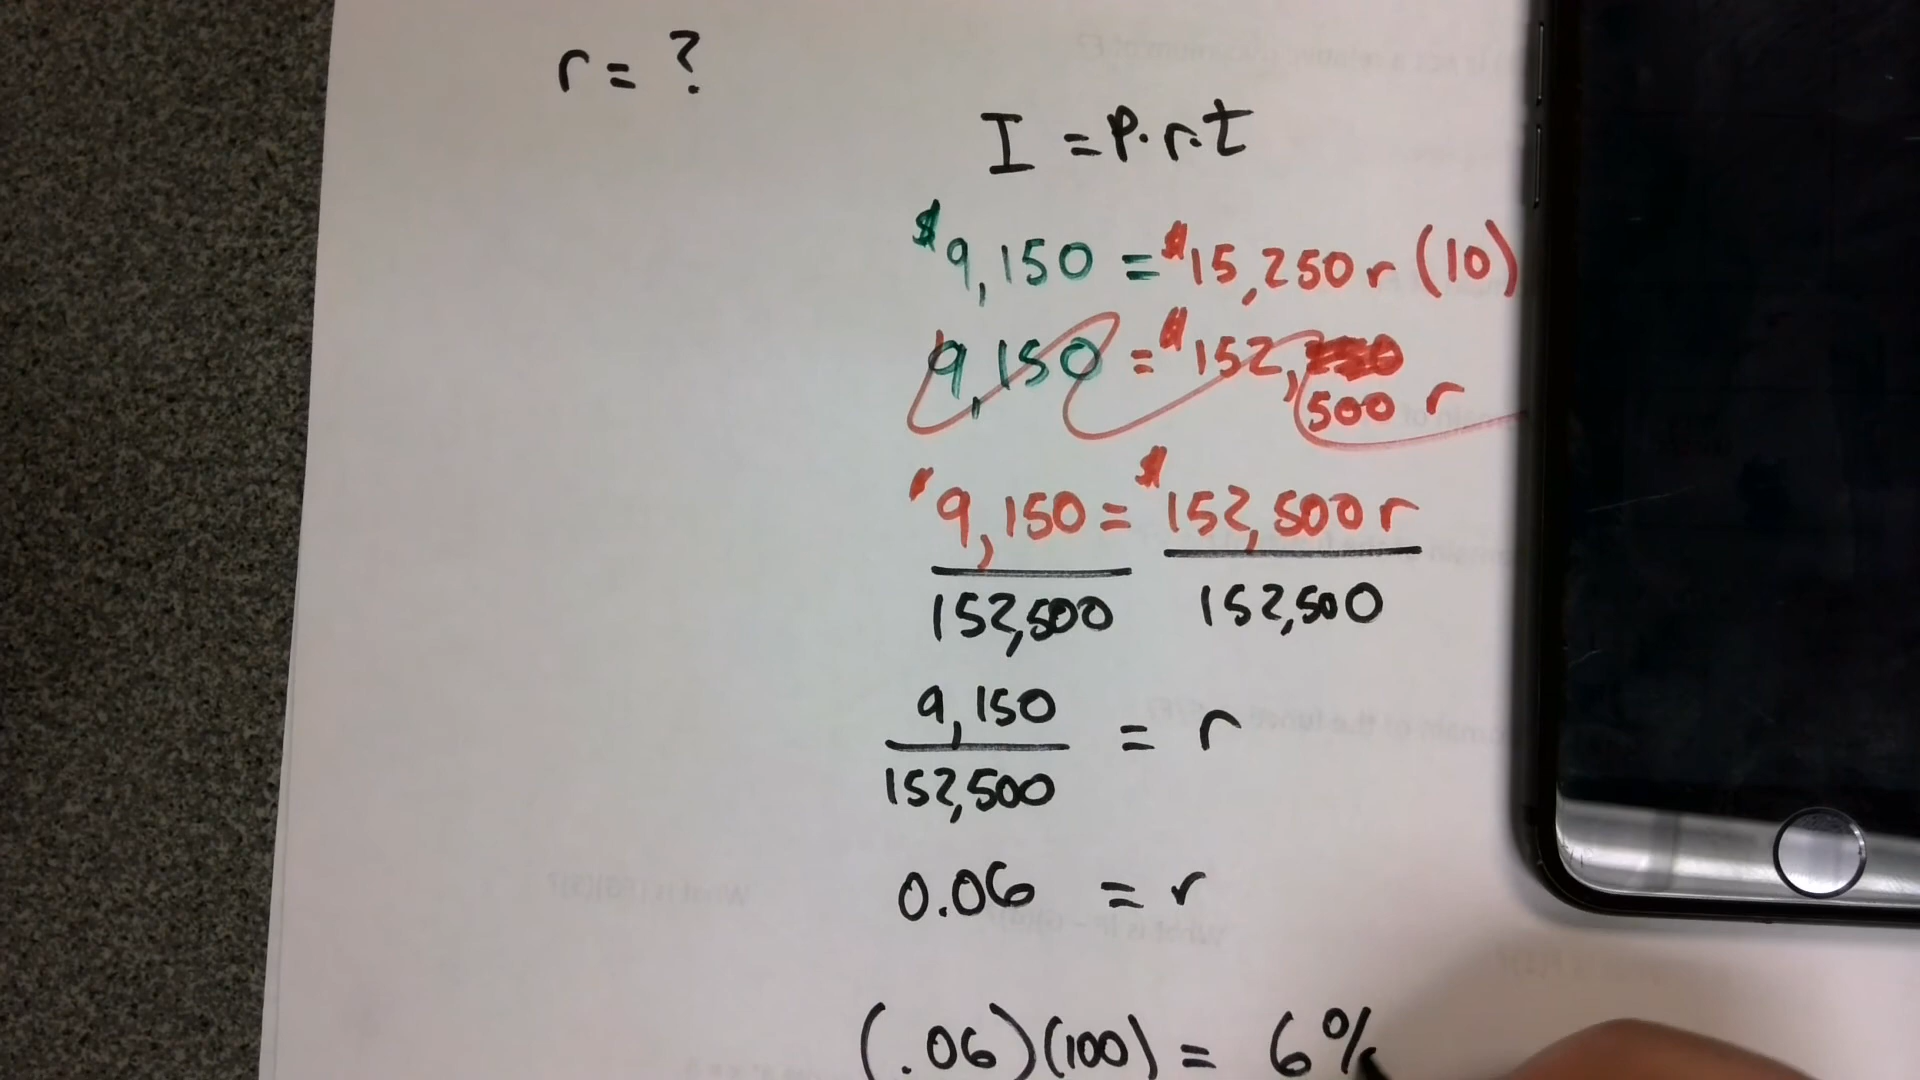 r = ?
I = p.r.t
$9,150 = $15,250 r (10)
9,150 = $152,
500 r
9,150 = $152,500 r
152,500 152,500
9,150
152,500
= r
0.06 = r
(.06)(100) = 6%